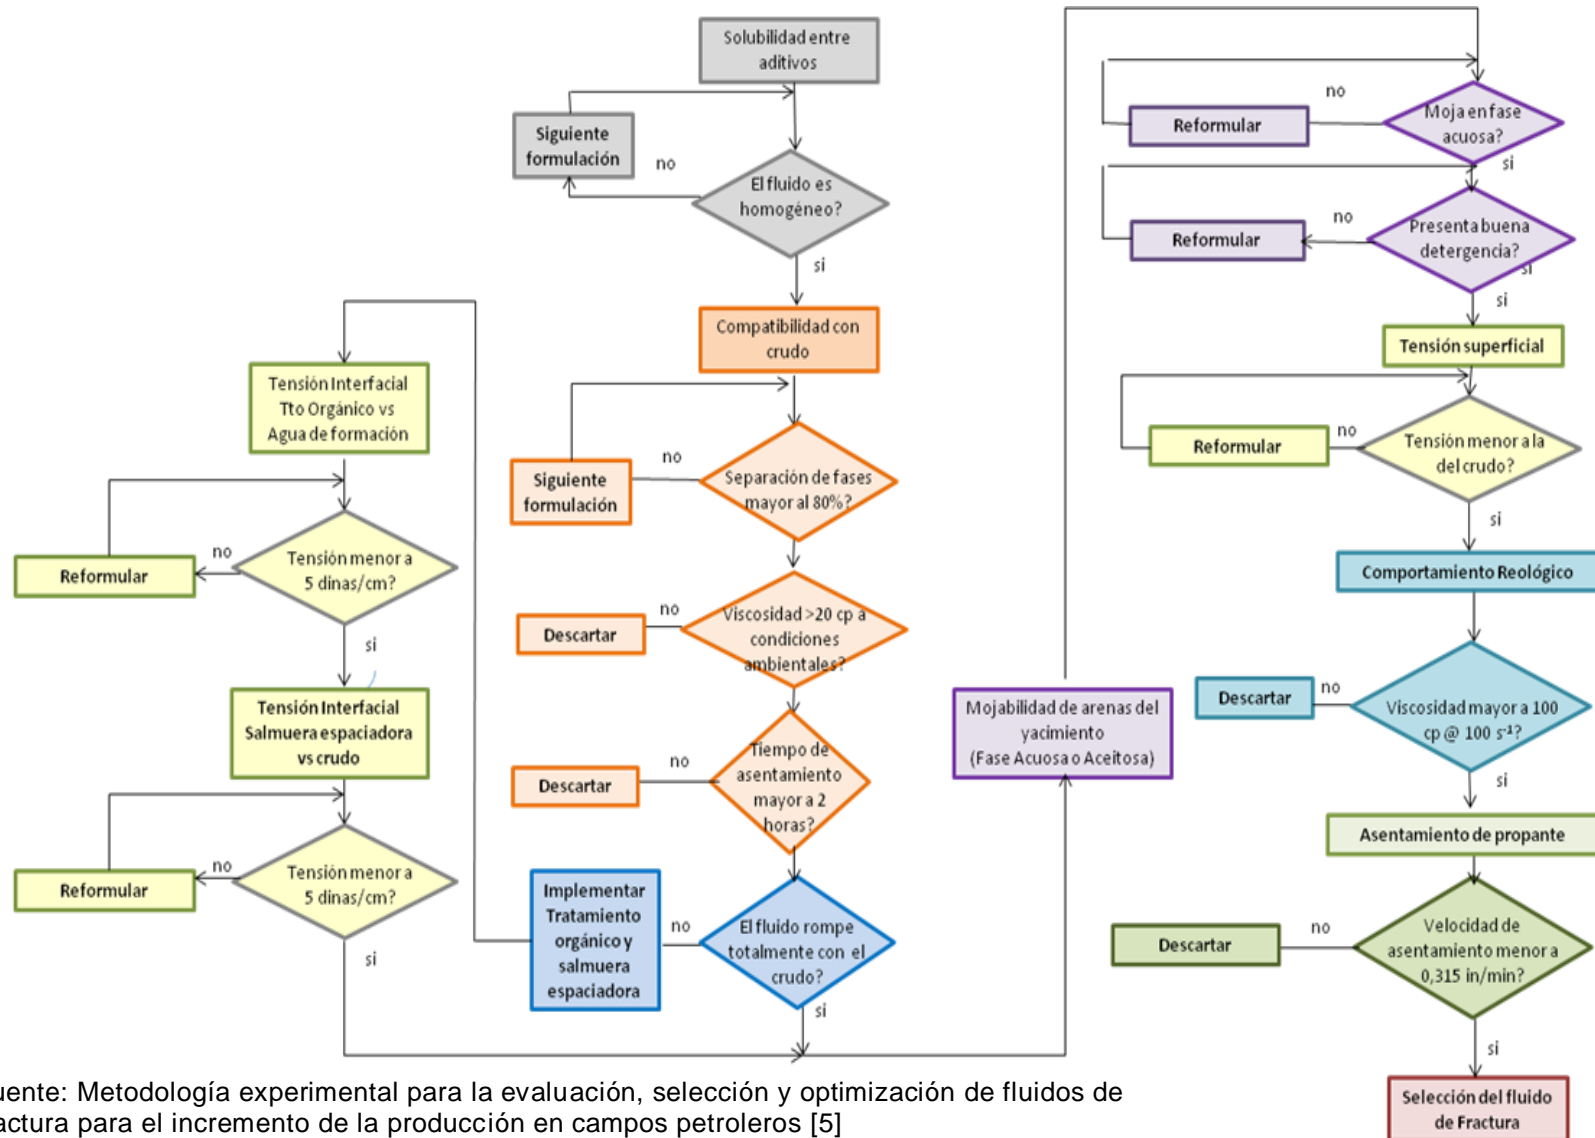 Solubilidad entre
aditivos
Siguiente
formulación
no
El fluido es
homogéneo?
si
Compatibilidad con
crudo
Siguiente
formulación
no
Separación de fases
mayor al 80%?
Descartar
no
Viscosidad >20 cp a
condiciones
ambientales?
Descartar
no
Tiempo de
asentamiento
mayor a 2
horas?
Implementar
Tratamiento
orgánico y
salmuera
espaciadora
no
El fluido rompe
totalmente con el
crudo?
si
Tensión Interfacial
Tto Orgánico vs
Agua de formación
Reformular
no
Tensión menor a
5 dinas/cm?
si
Tensión Interfacial
Salmuera espaciadora
vs crudo
Reformular
no
Tensión menor a
5 dinas/cm?
si
Mojabilidad de arenas del
yacimiento
(Fase Acuosa o Aceitosa)
Reformular
no
Moja en fase
acuosa?
si
Reformular
no
Presenta buena
detergencia?
si
si
Tensión superficial
Reformular
no
Tensión menor a la
del crudo?
si
Comportamiento Reológico
Descartar
no
Viscosidad mayor a 100
cp @ 100 s⁻¹?
si
Asentamiento de propante
Descartar
no
Velocidad de
asentamiento menor a
0,315 in/min?
si
Selección del fluido
de Fractura
uente: Metodología experimental para la evaluación, selección y optimización de fluidos de
actura para el incremento de la producción en campos petroleros [5]